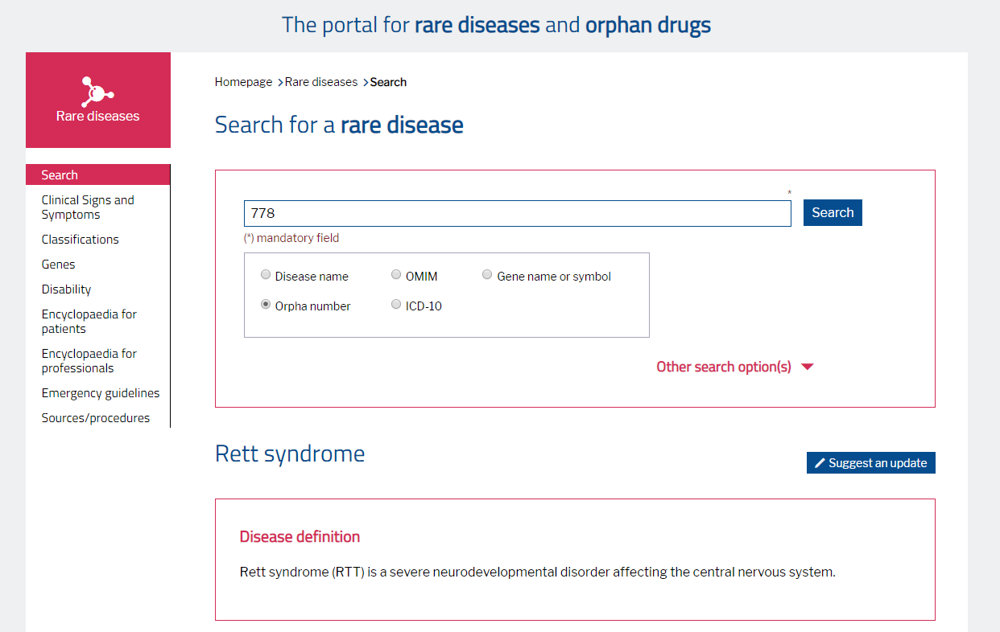 The portal for rare diseases and orphan drugs
Rare diseases
Homepage Rare diseases Search
Search for a rare disease
Search
Clinical Signs and
Symptoms
Classifications
Genes
Disability
Encyclopaedia for
patients
Encyclopaedia for
professionals
Emergency guidelines
Sources/procedures
*
778
Search
(*) mandatory field
Disease name OMIM Gene name or symbol
Orpha number ICD-10
Other search option(s)
Rett syndrome
Suggest an update
Disease definition
Rett syndrome (RTT) is a severe neurodevelopmental disorder affecting the central nervous system.